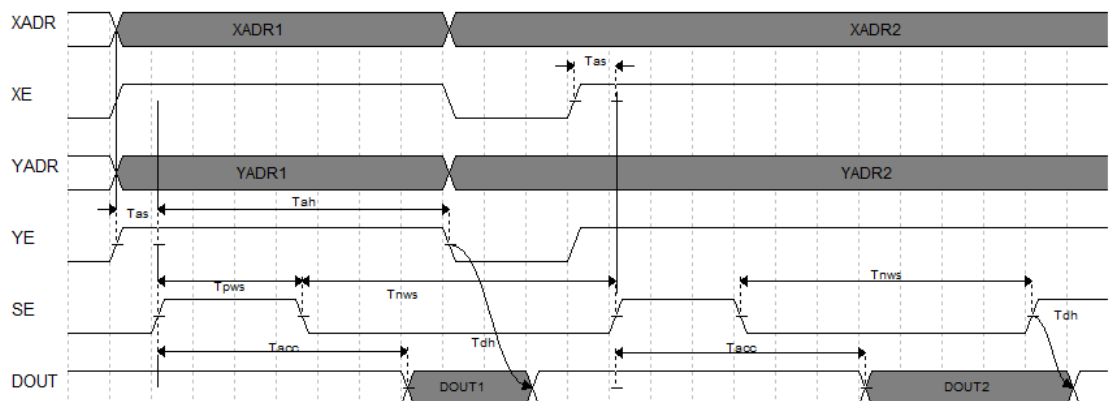 XADR
XADR1
XADR2
Tas
XE
YADR
YADR1
YADR2
Tah
Tas
YE
Tpws
Tnws
Tnws
SE
Tdh
Tdh
Tacc
Tacc
DOUT
DOUT1
DOUT2